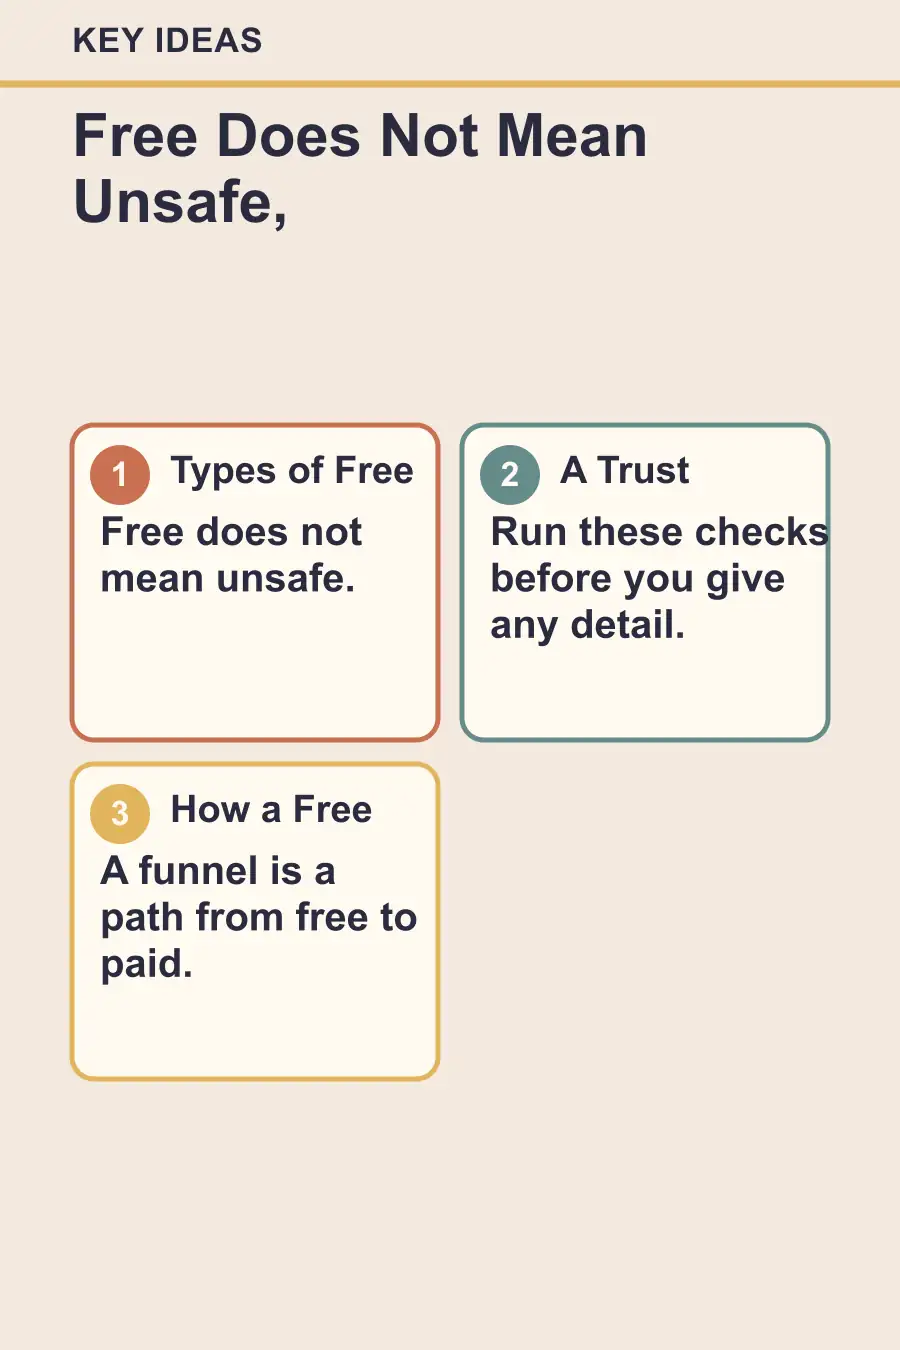 KEY IDEAS
Free Does Not Mean
Unsafe,
1
Types of Free
Free does not
mean unsafe.
2
A Trust
Run these checks
before you give
any detail.
3
How a Free
A funnel is a
path from free to
paid.